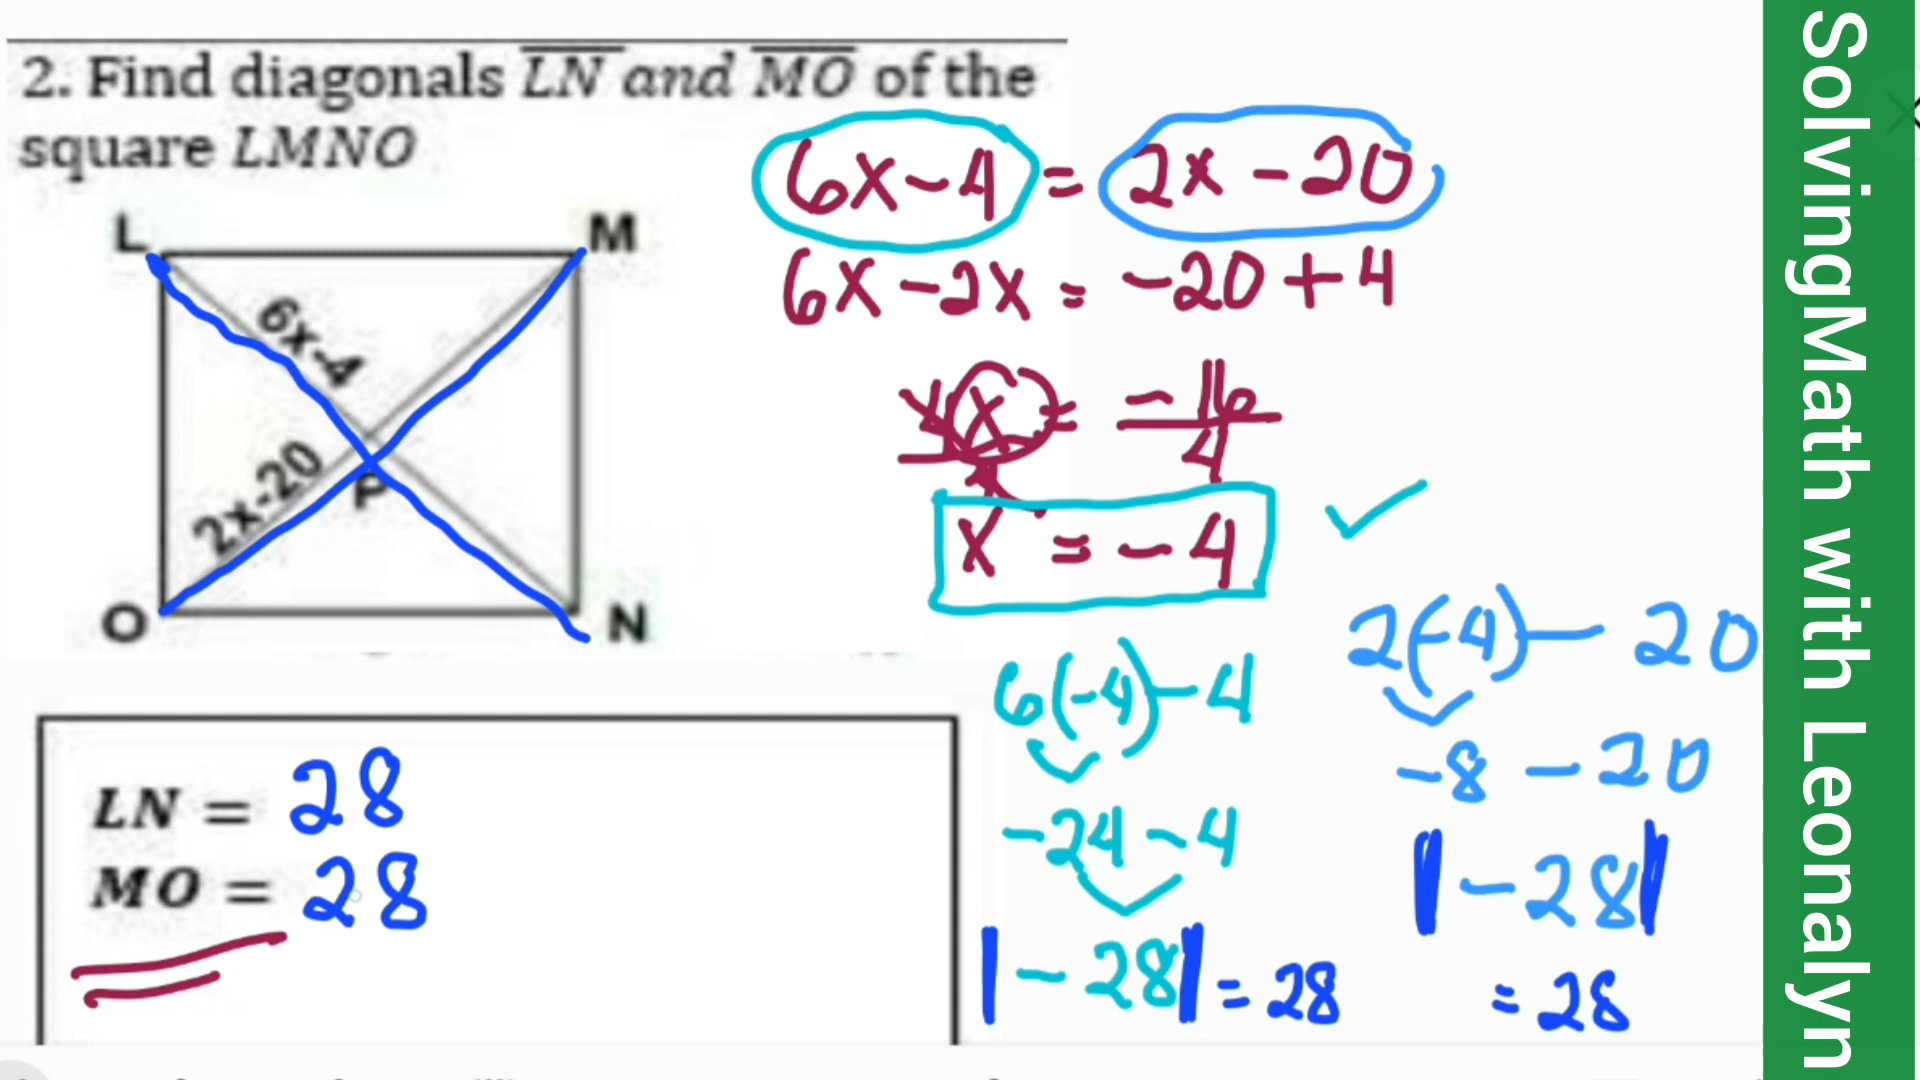 2. Find diagonals LN and MO of the
square LMNO
L
M
6x-4
2x-20
P
O
N
LN = 28
MO = 28
6x-4 = 2x-20
6x-2x = -20+4
4x = -16
4 4
x = -4
6(-4)-4
-24-4
|-28| = 28
2(-4)-20
-8-20
|-28|
= 28
SolvingMath with Leonalyn